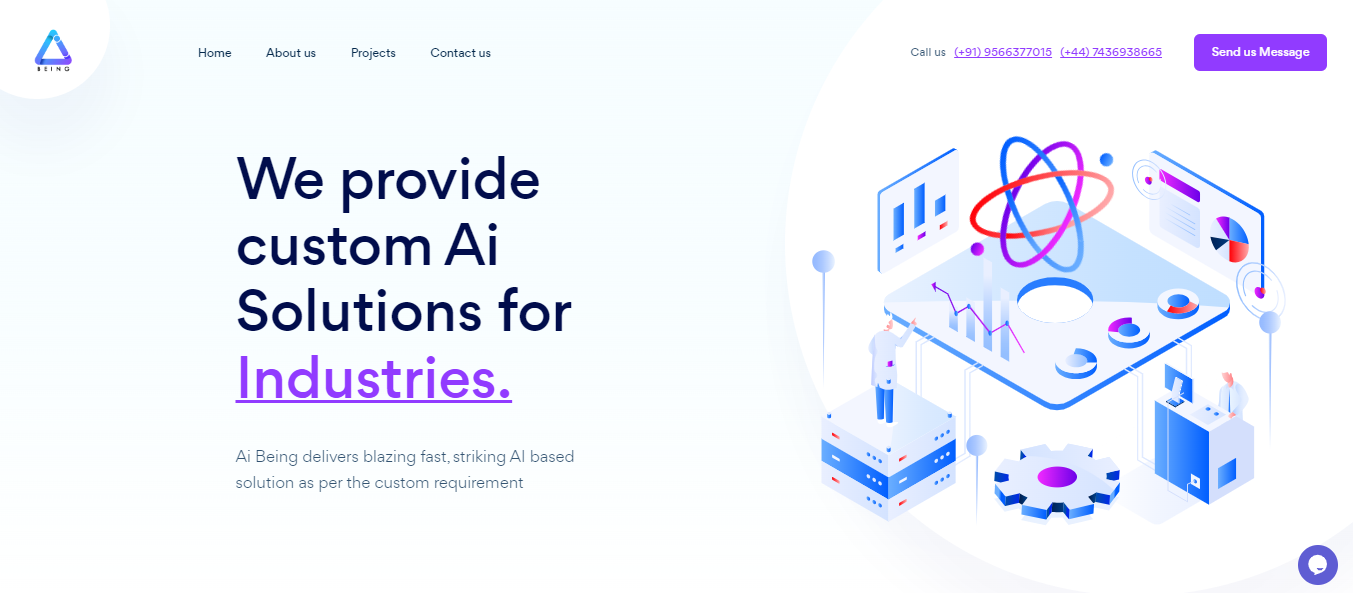 BEING
Home About us Projects Contact us
Call us (+91) 9566377015 (+44) 7436938665
Send us Message
We provide
custom Ai
Solutions for
Industries.
Ai Being delivers blazing fast, striking AI based
solution as per the custom requirement